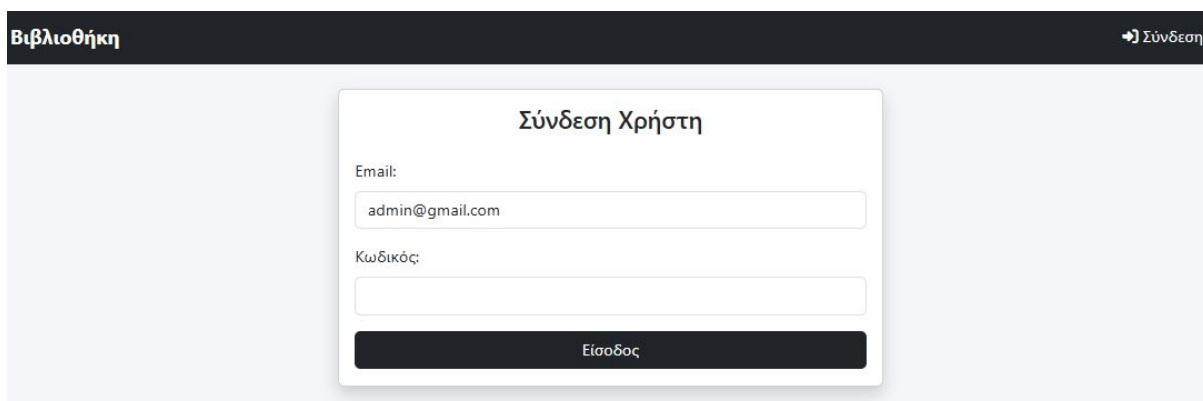 Βιβλιοθήκη
Σύνδεση
Σύνδεση Χρήστη
Email:
admin@gmail.com
Κωδικός:
Είσοδος